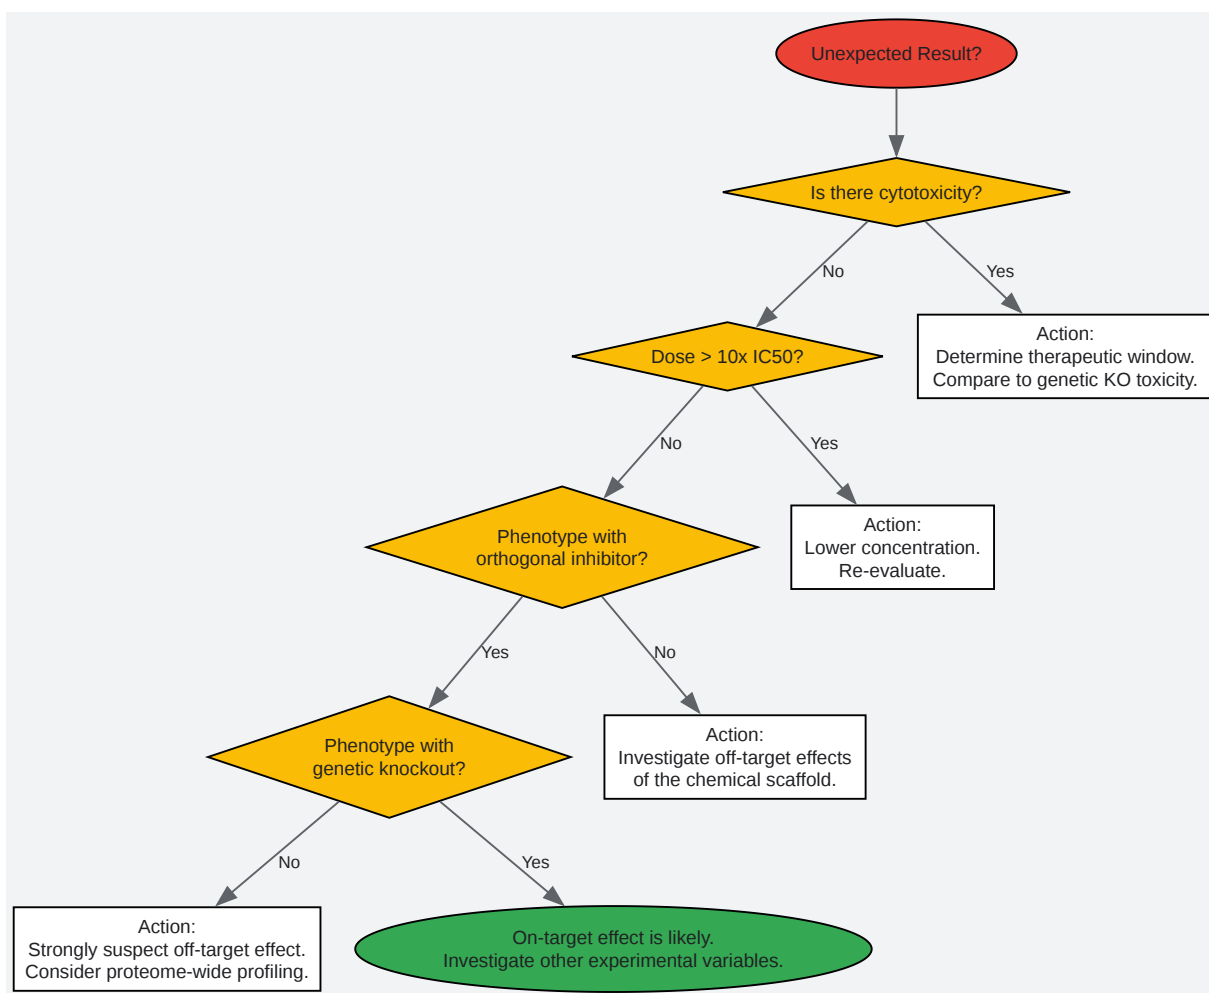 Unexpected Result?
Is there cytotoxicity?
No
Yes
Action:
Determine therapeutic window.
Compare to genetic KO toxicity.
Dose > 10x IC50?
No
Yes
Action:
Lower concentration.
Re-evaluate.
Phenotype with
orthogonal inhibitor?
Yes
No
Action:
Investigate off-target effects
of the chemical scaffold.
Phenotype with
genetic knockout?
No
Yes
Action:
Strongly suspect off-target effect.
Consider proteome-wide profiling.
On-target effect is likely.
Investigate other experimental variables.